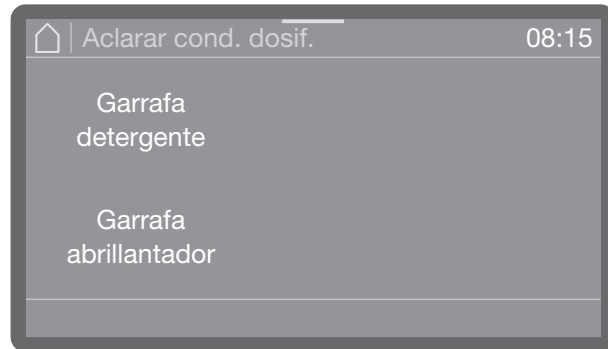 Aclarar cond. dosif. 08:15
Garrafa
detergente
Garrafa
abrillantador